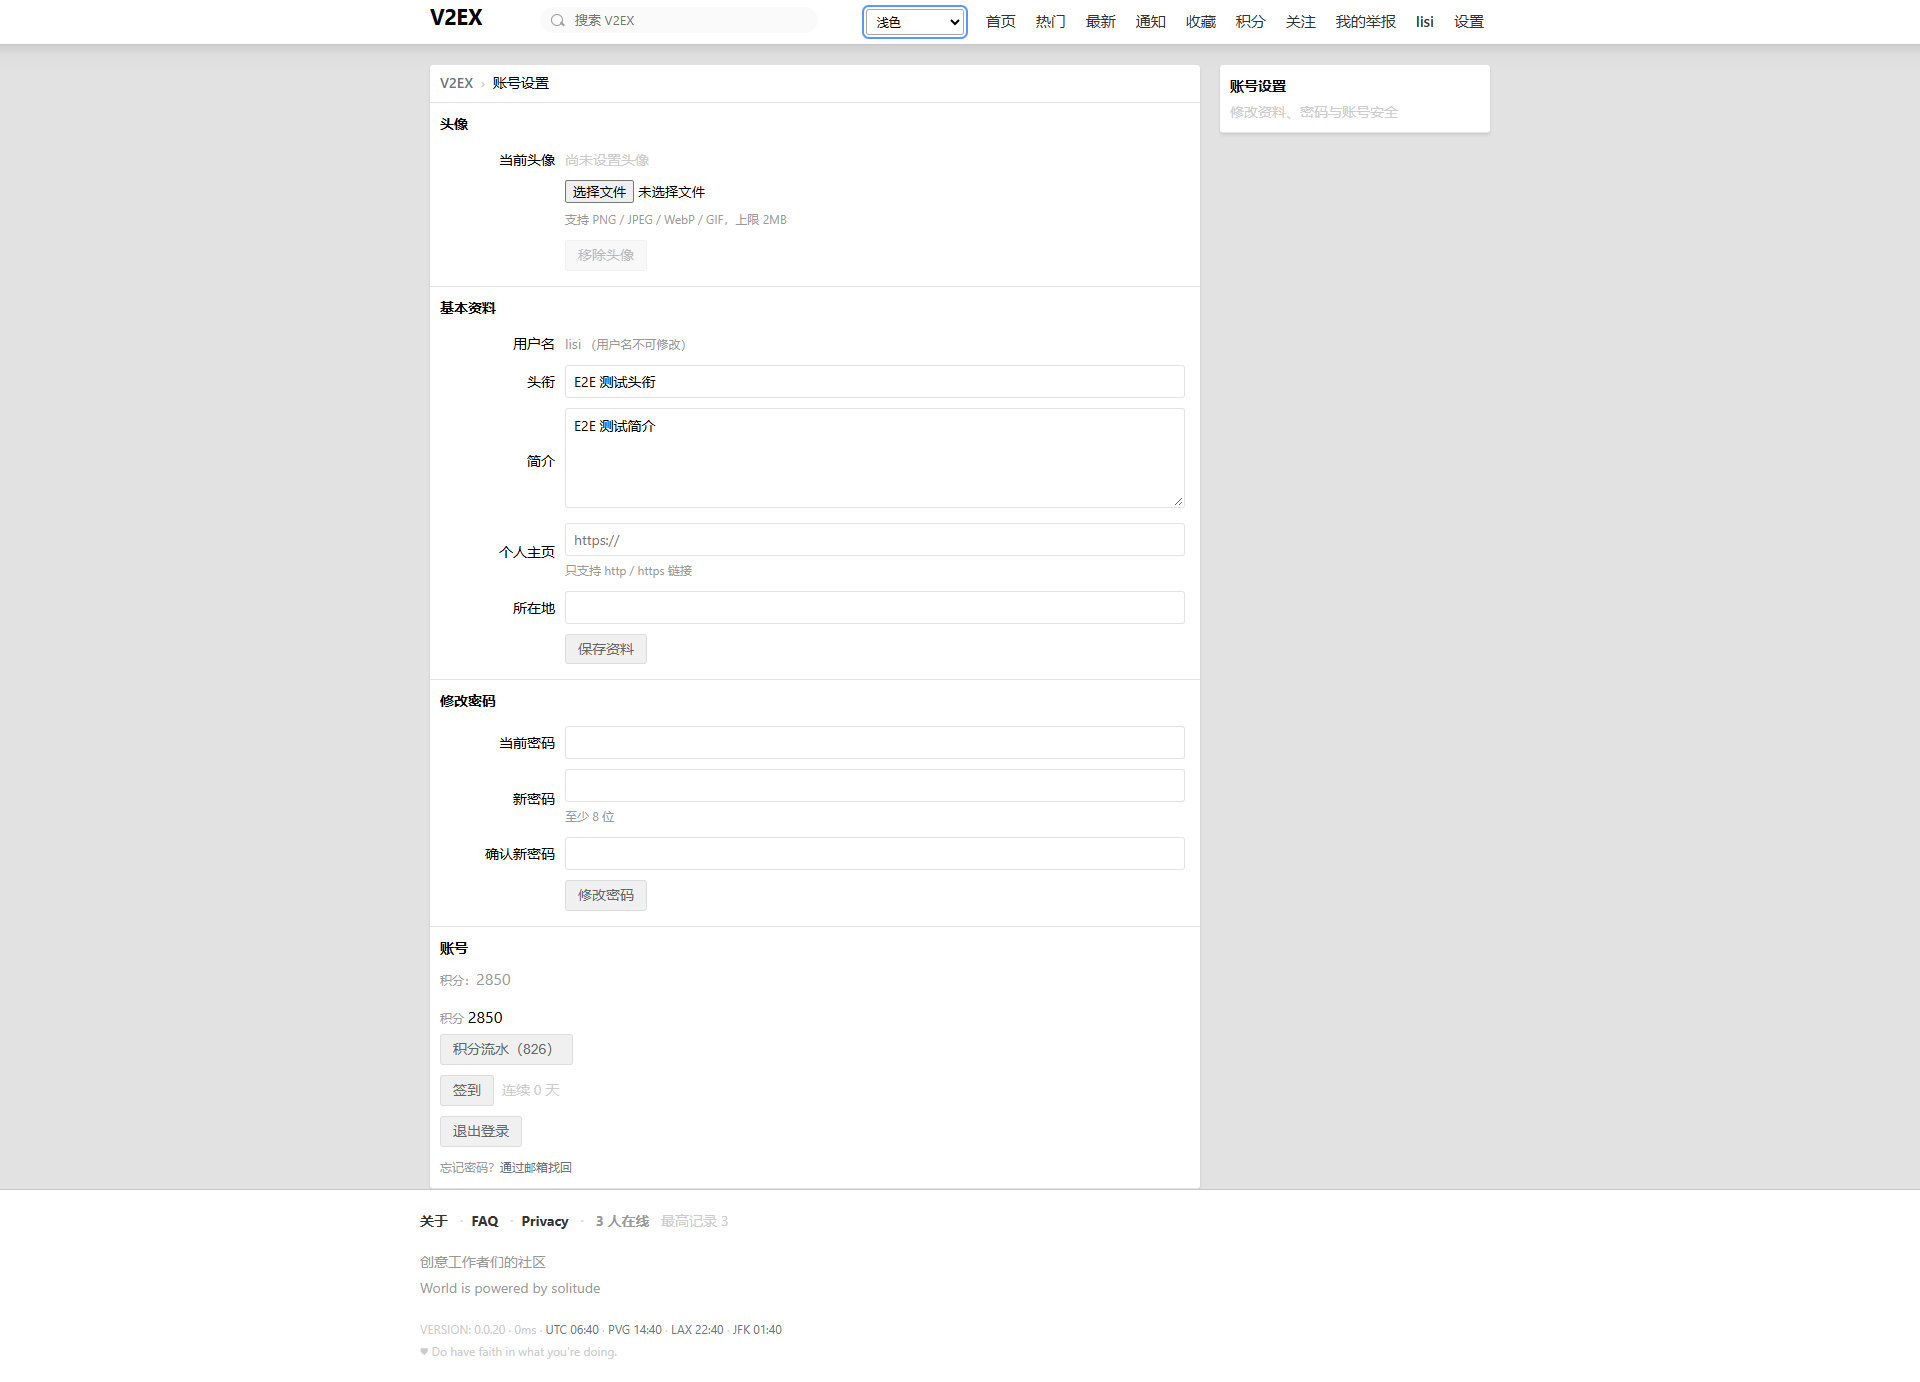 V2EX
搜索 V2EX
浅色
首页 热门 最新 通知 收藏 积分 关注 我的举报 lisi 设置
V2EX › 账号设置
头像
当前头像 尚未设置头像
选择文件 未选择文件
支持 PNG / JPEG / WebP / GIF，上限 2MB
移除头像
基本资料
用户名 lisi （用户名不可修改）
头衔 E2E 测试头衔
简介 E2E 测试简介
个人主页 https://
只支持 http / https 链接
所在地
保存资料
修改密码
当前密码
新密码
至少 8 位
确认新密码
修改密码
账号
积分：2850
积分 2850
积分流水（826）
签到 连续 0 天
退出登录
忘记密码？通过邮箱找回
账号设置
修改资料、密码与账号安全
关于 · FAQ · Privacy · 3 人在线 最高记录 3
创意工作者们的社区
World is powered by solitude
VERSION: 0.0.20 · 0ms · UTC 06:40 · PVG 14:40 · LAX 22:40 · JFK 01:40
♥ Do have faith in what you're doing.